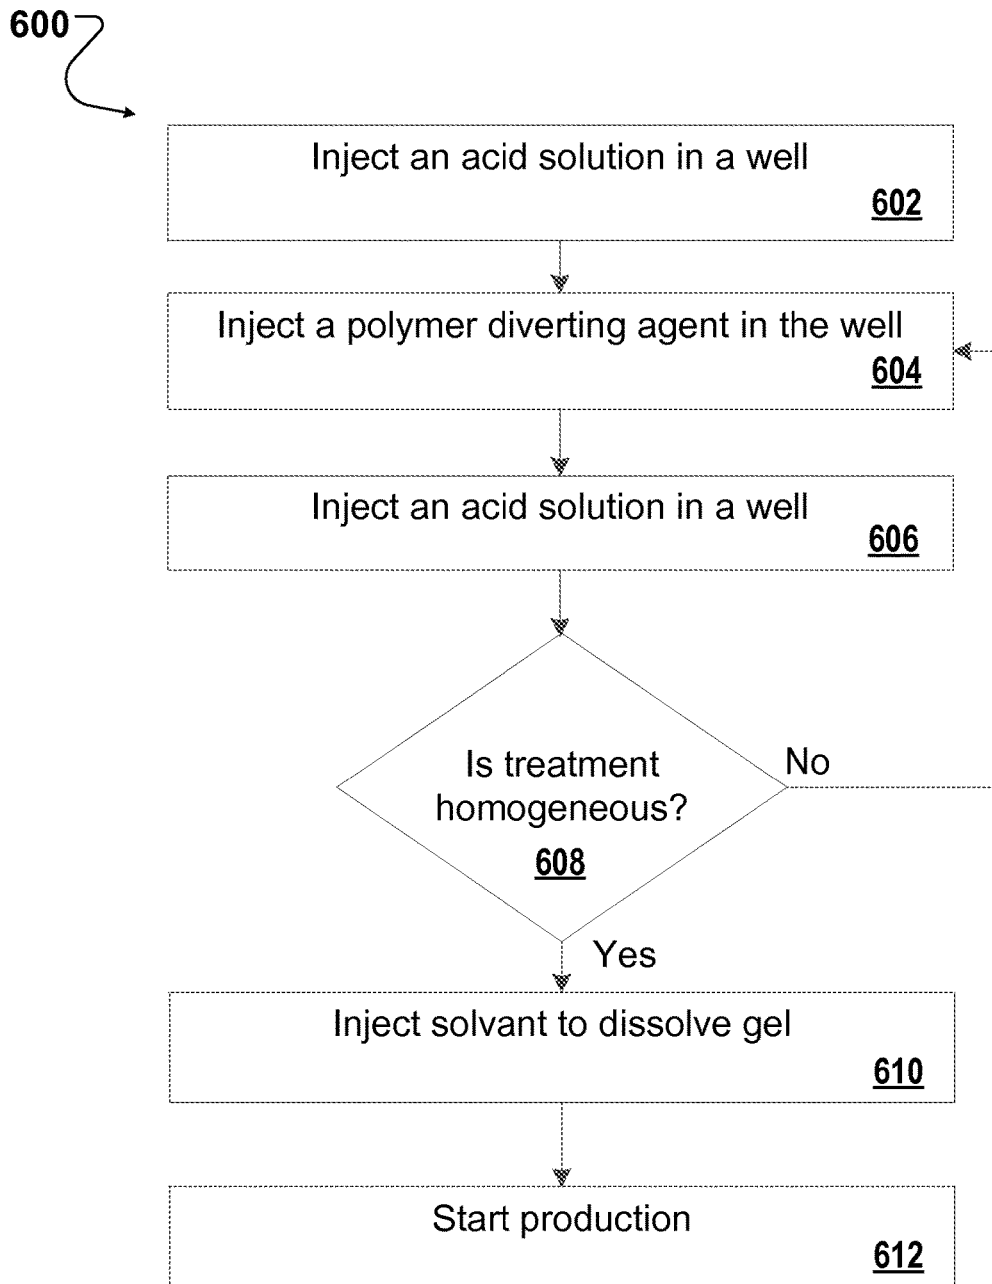 600
Inject an acid solution in a well
602
Inject a polymer diverting agent in the well
604
Inject an acid solution in a well
606
Is treatment
homogeneous?
608
No
Yes
Inject solvant to dissolve gel
610
Start production
612